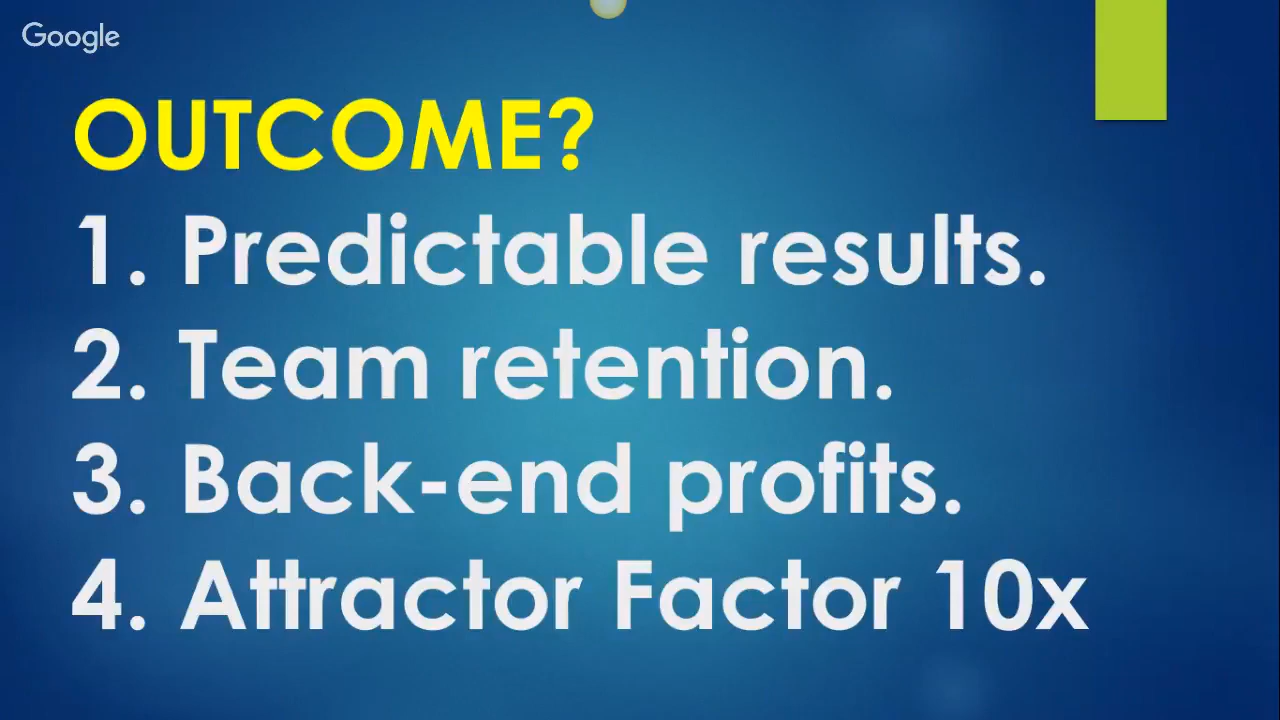 Google
OUTCOME?
1. Predictable results.
2. Team retention.
3. Back-end profits.
4. Attractor Factor 10x